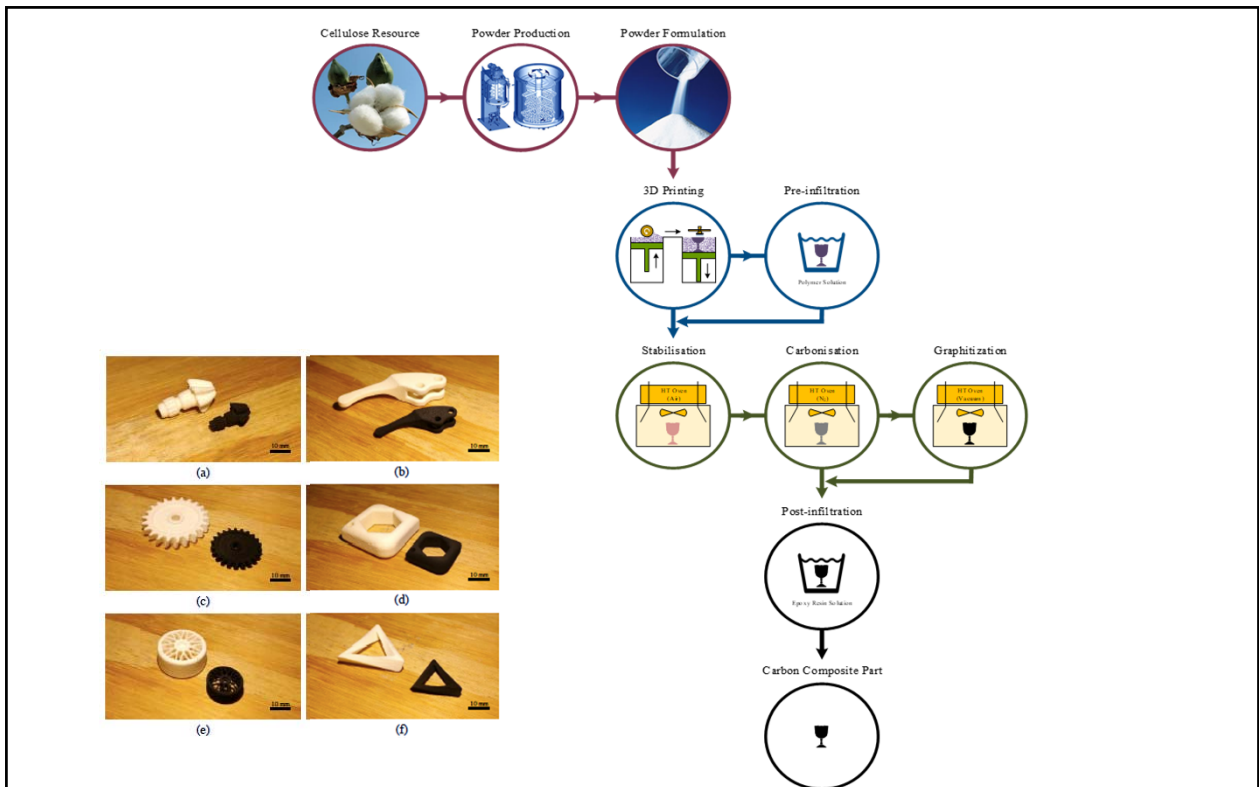 Cellulose Resource
Powder Production
Powder Formulation
3D Printing
Pre-infiltration
Polymer Solution
Stabilisation
Carbonisation
Graphitization
HT Oven
(Air)
HT Oven
(N₂)
HT Oven
(Vacuum)
10 mm
(a)
10 mm
(b)
10 mm
(c)
10 mm
(d)
10 mm
(e)
10 mm
(f)
Post-infiltration
Epoxy Resin Solution
Carbon Composite Part